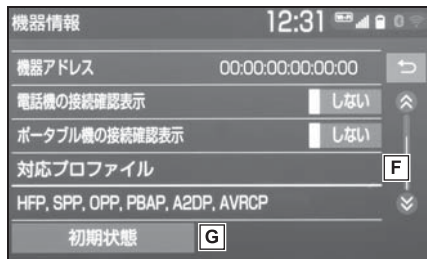 機器情報 12:31 0
機器アドレス 00:00:00:00:00:00
電話機の接続確認表示 しない
ポータブル機の接続確認表示 しない
対応プロファイル F
HFP, SPP, OPP, PBAP, A2DP, AVRCP
初期状態 G